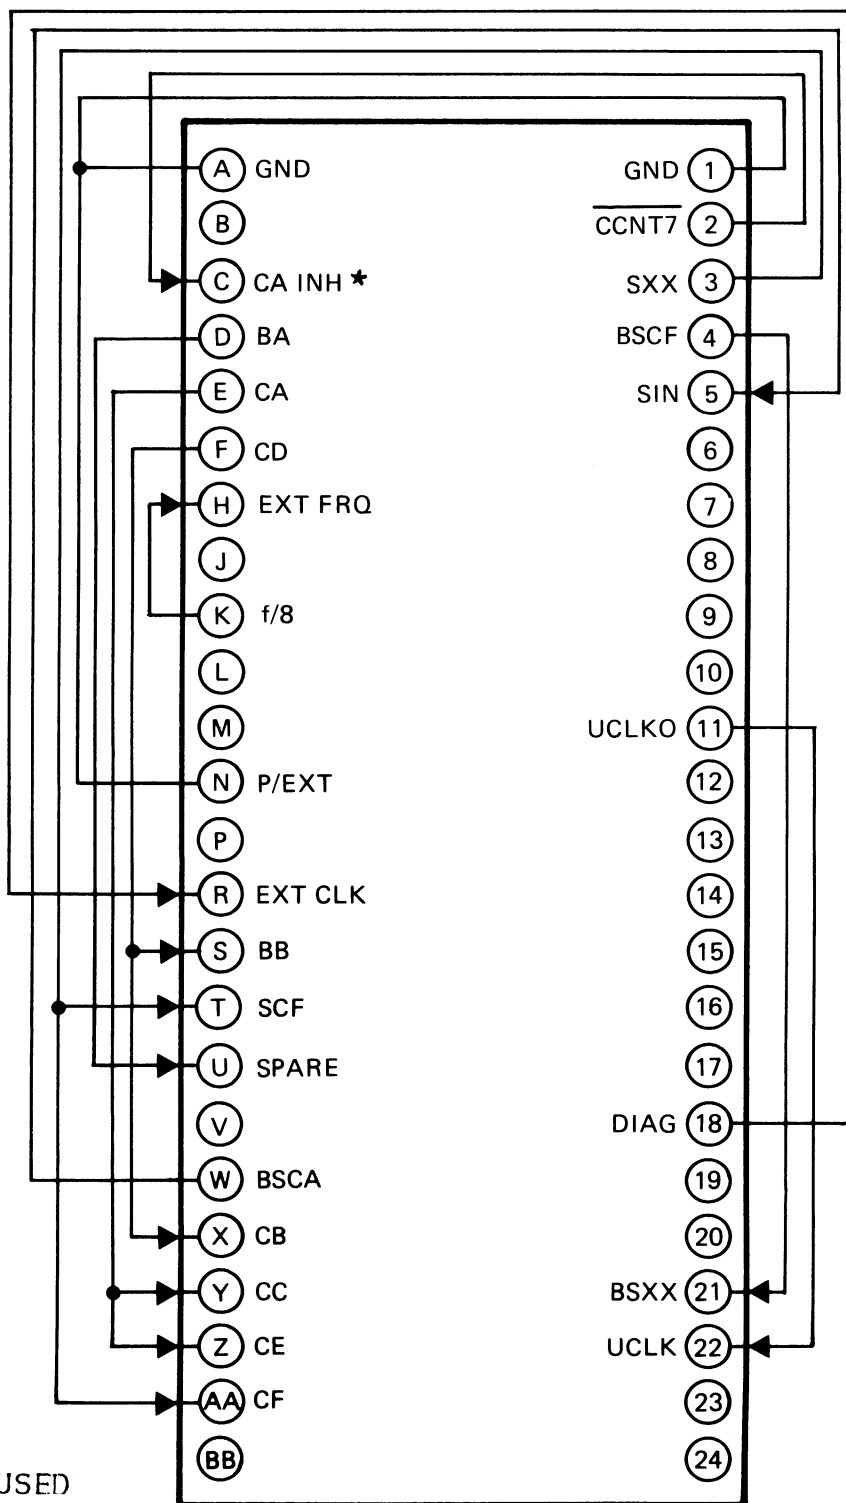 A GND GND 1
B CCNT7 2
C CA INH * SXX 3
D BA BSCF 4
E CA SIN 5
F CD 6
H EXT FRQ 7
J 8
K f/8 9
L 10
M UCLKO 11
N P/EXT 12
P 13
R EXT CLK 14
S BB 15
T SCF 16
U SPARE 17
V DIAG 18
W BSCA 19
X CB 20
Y CC BSXX 21
Z CE UCLK 22
AA CF 23
BB 24
USED